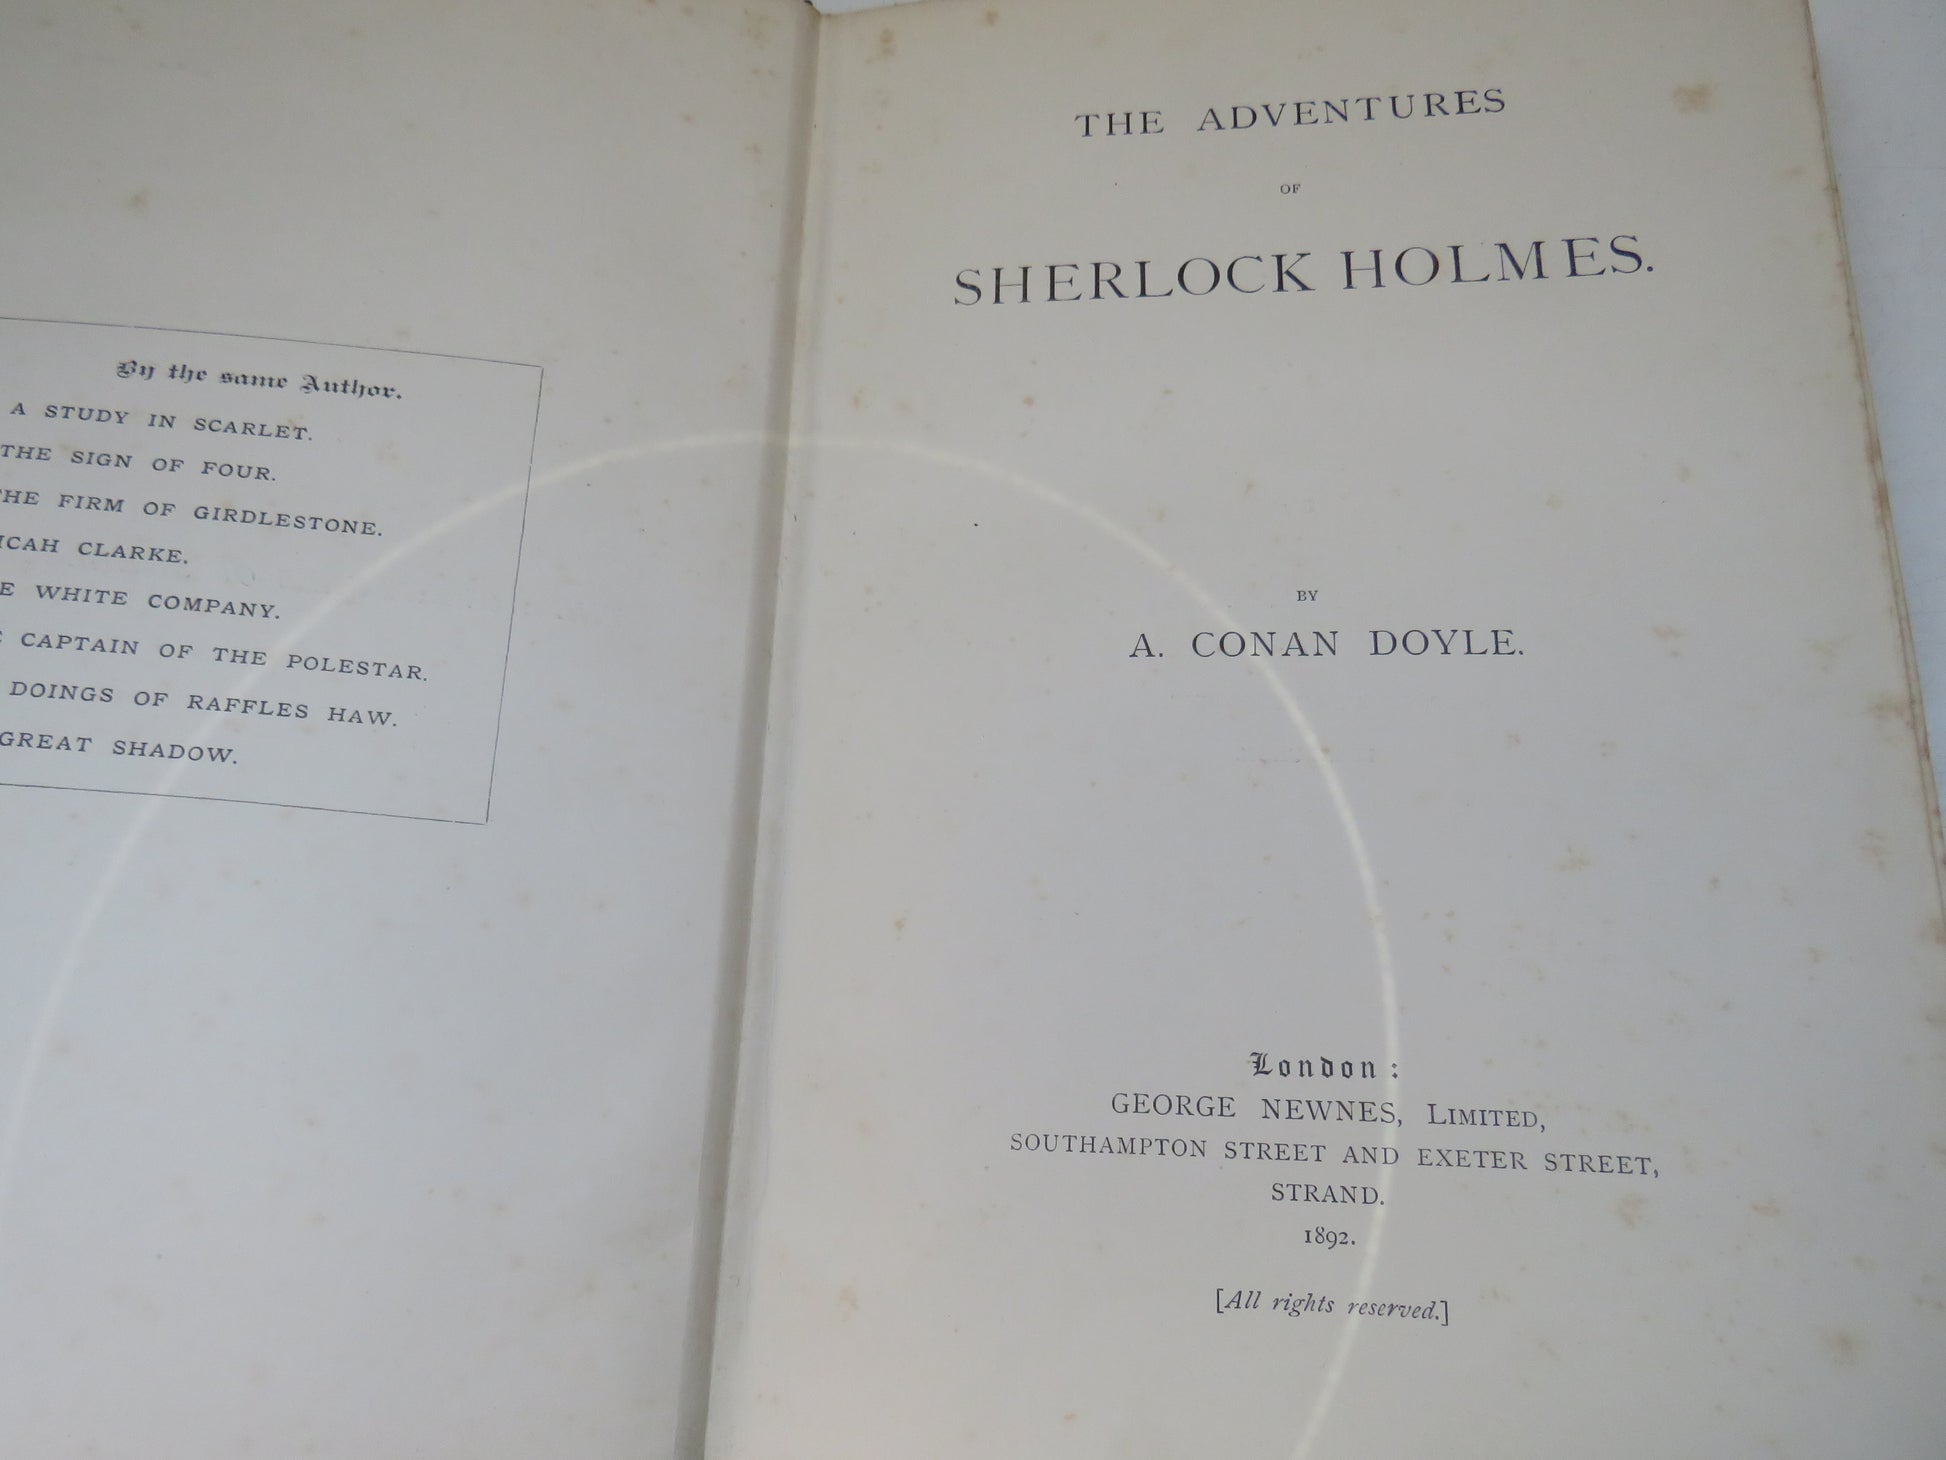 By the same Author.
A STUDY IN SCARLET.
THE SIGN OF FOUR.
THE FIRM OF GIRDLESTONE.
ICAH CLARKE.
E WHITE COMPANY.
CAPTAIN OF THE POLESTAR.
DOINGS OF RAFFLES HAW.
GREAT SHADOW.
THE ADVENTURES
OF
SHERLOCK HOLMES.
BY
A. CONAN DOYLE.
London:
GEORGE NEWNES, LIMITED,
SOUTHAMPTON STREET AND EXETER STREET,
STRAND.
1892.
[All rights reserved.]